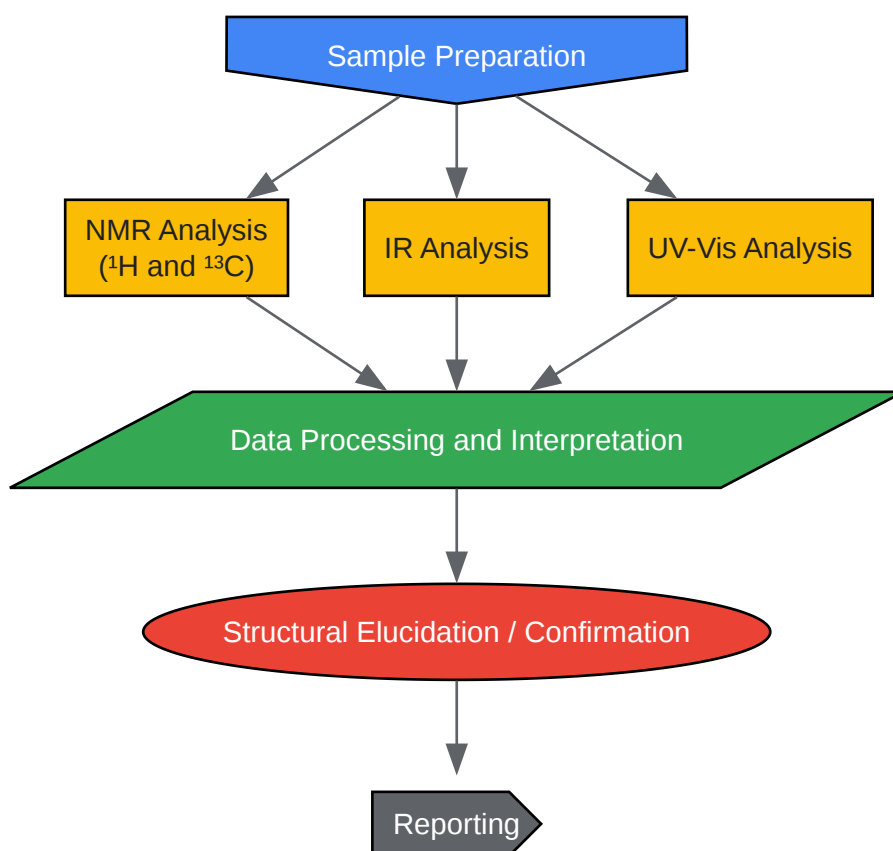 Sample Preparation
NMR Analysis
(¹H and ¹³C)
IR Analysis
UV-Vis Analysis
Data Processing and Interpretation
Structural Elucidation / Confirmation
Reporting